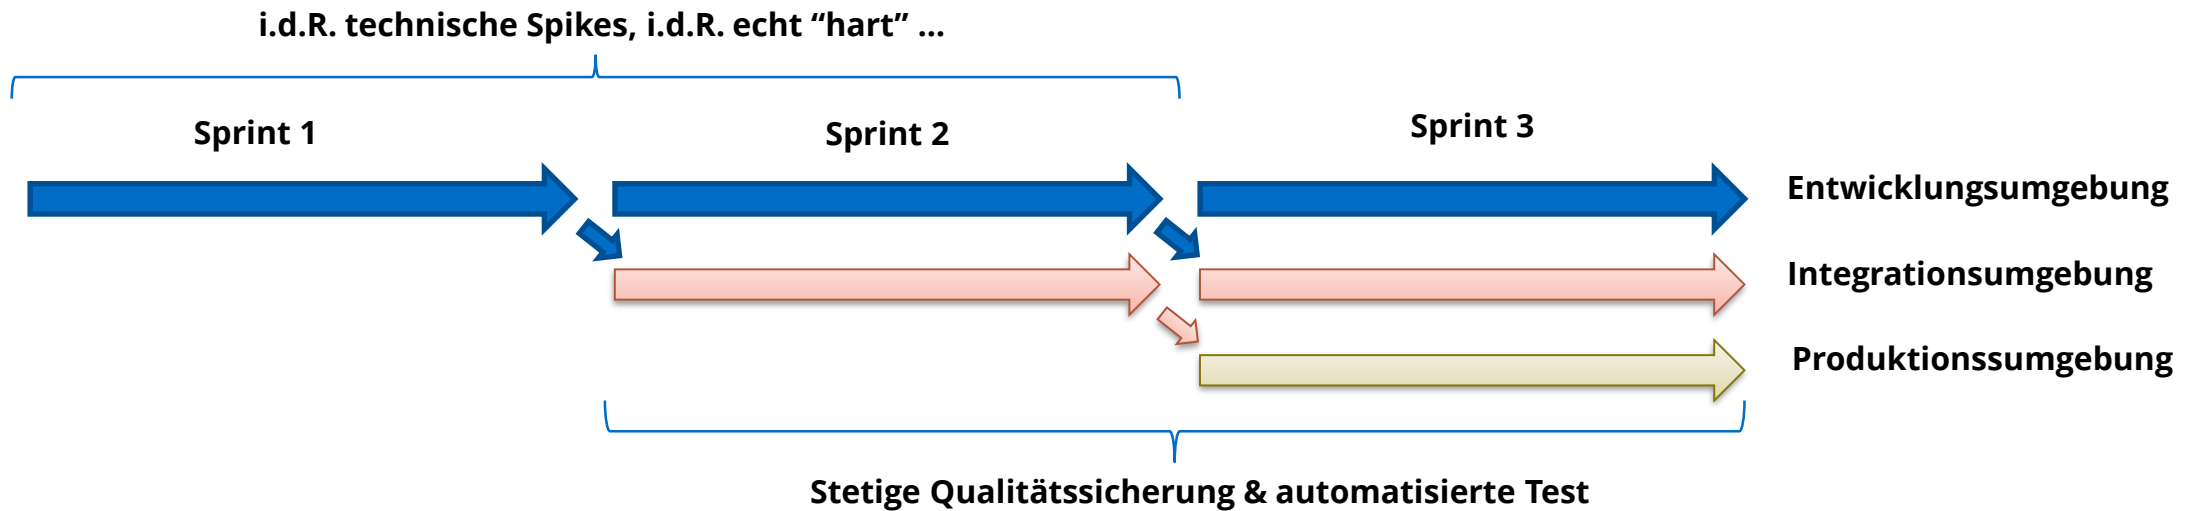 i.d.R. technische Spikes, i.d.R. echt “hart” ...
Sprint 1
Sprint 2
Sprint 3
Entwicklungsumgebung
Integrationsumgebung
Produktionssumgebung
Stetige Qualitätssicherung & automatisierte Test